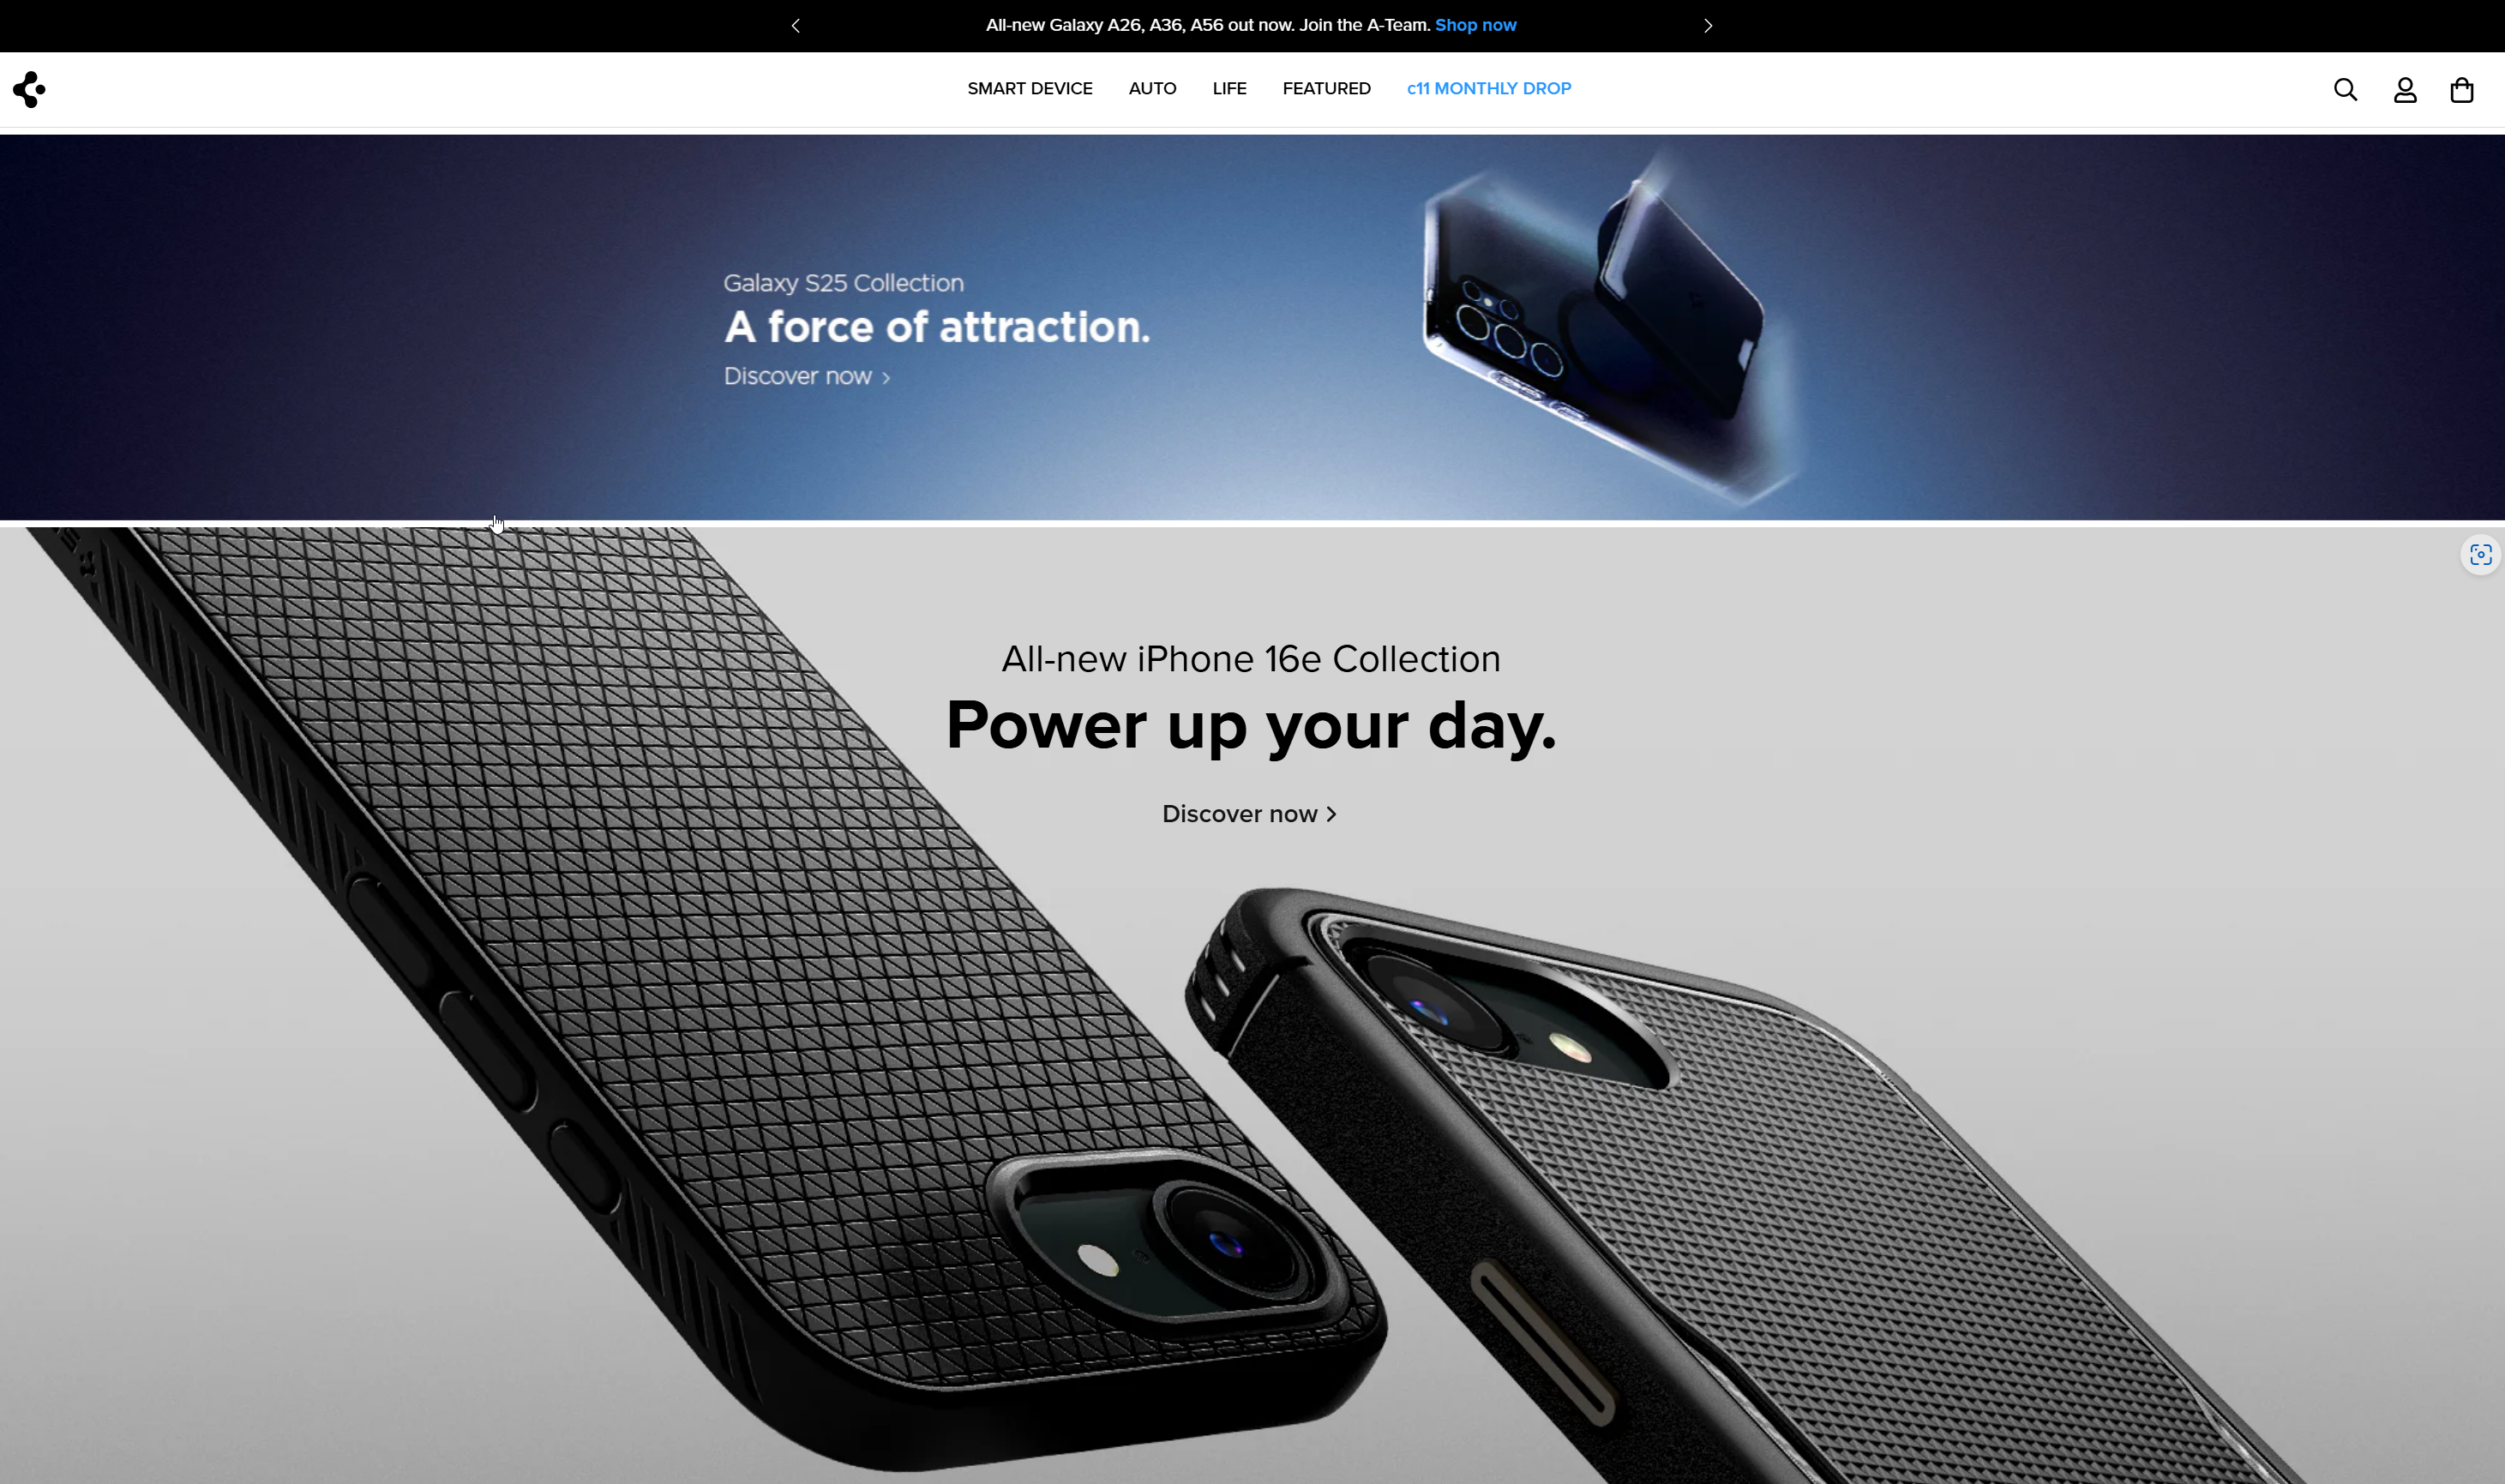 All-new Galaxy A26, A36, A56 out now. Join the A-Team. Shop now
SMART DEVICE AUTO LIFE FEATURED c11 MONTHLY DROP
Galaxy S25 Collection
A force of attraction.
Discover now
All-new iPhone 16e Collection
Power up your day.
Discover now